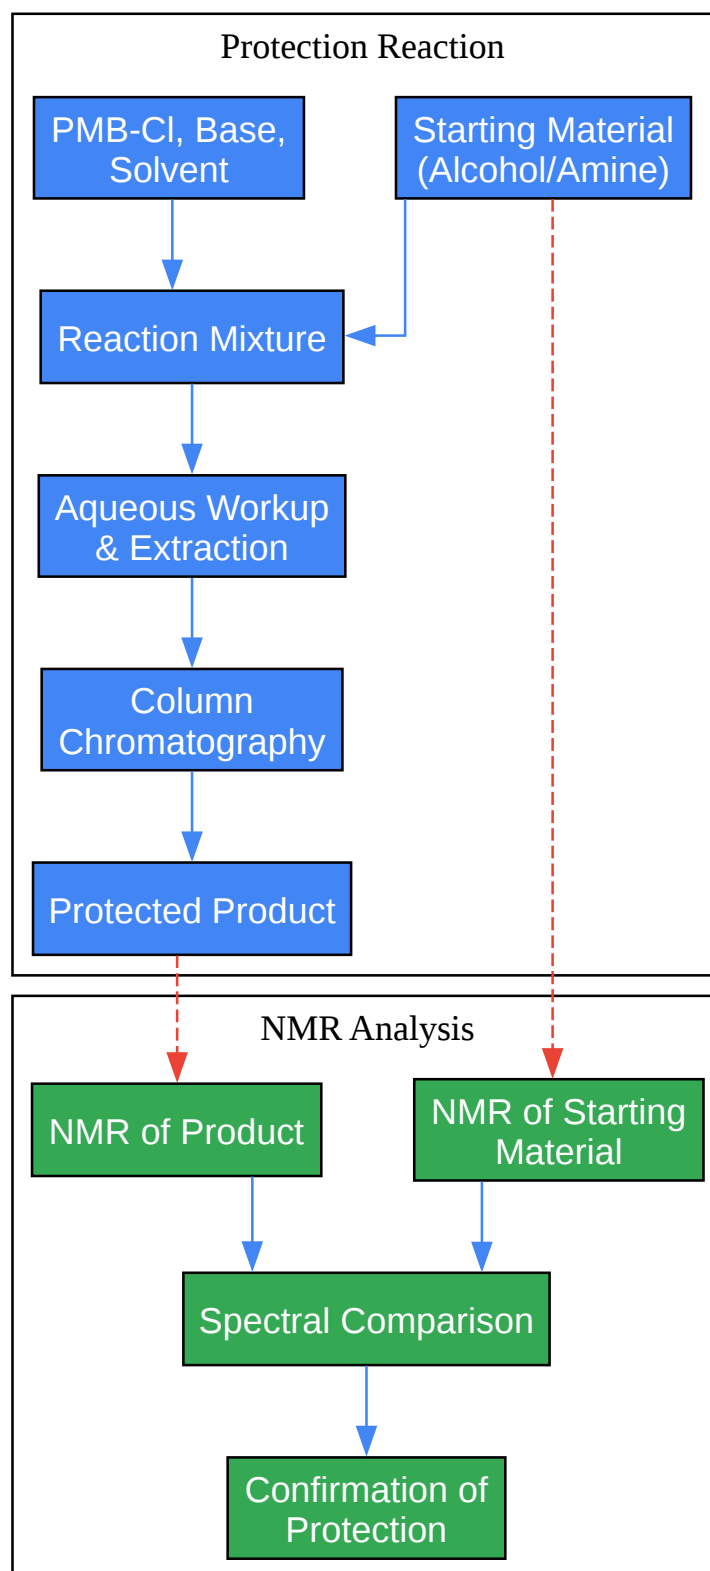 Protection Reaction
PMB-Cl, Base,
Solvent
Starting Material
(Alcohol/Amine)
Reaction Mixture
Aqueous Workup
& Extraction
Column
Chromatography
Protected Product
NMR Analysis
NMR of Product
NMR of Starting
Material
Spectral Comparison
Confirmation of
Protection